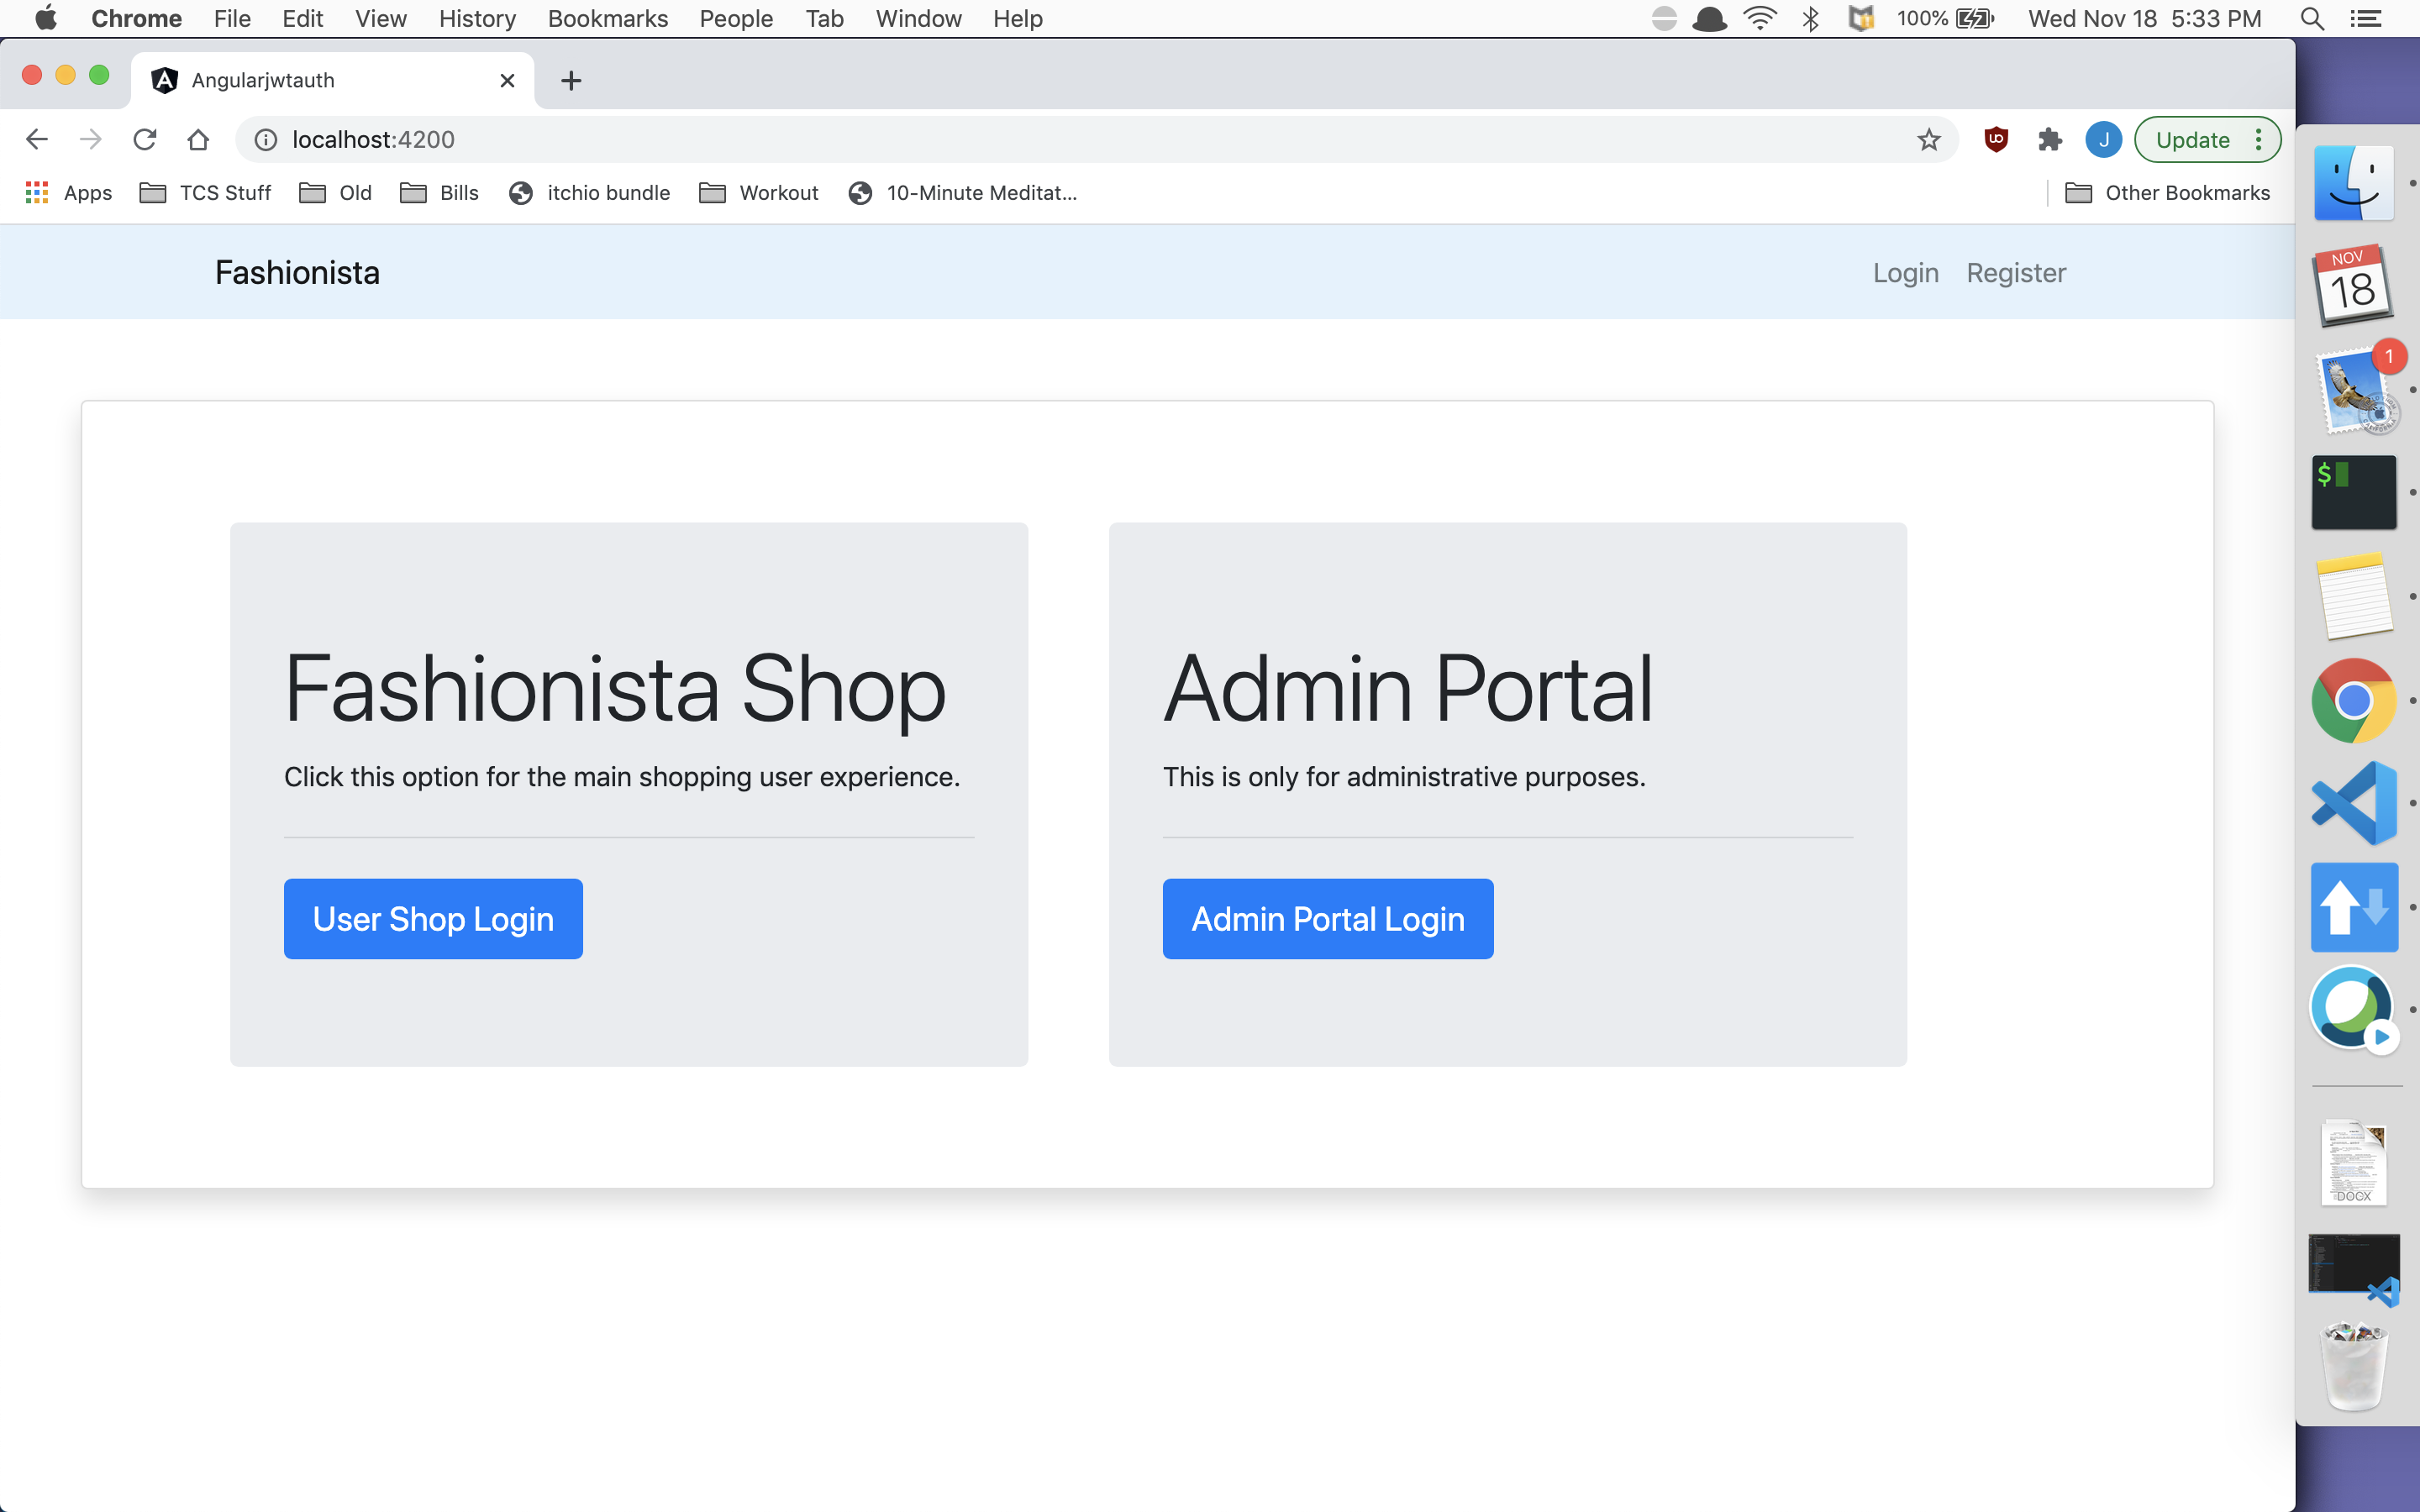 Chrome File Edit View History Bookmarks People Tab Window Help 100% Wed Nov 18 5:33 PM
Angularjwtauth
localhost:4200 J Update
Apps TCS Stuff Old Bills itchio bundle Workout 10-Minute Meditat... Other Bookmarks
Fashionista Login Register
NOV
18
1
$
Fashionista Shop
Click this option for the main shopping user experience.
User Shop Login
Admin Portal
This is only for administrative purposes.
Admin Portal Login
DOCX